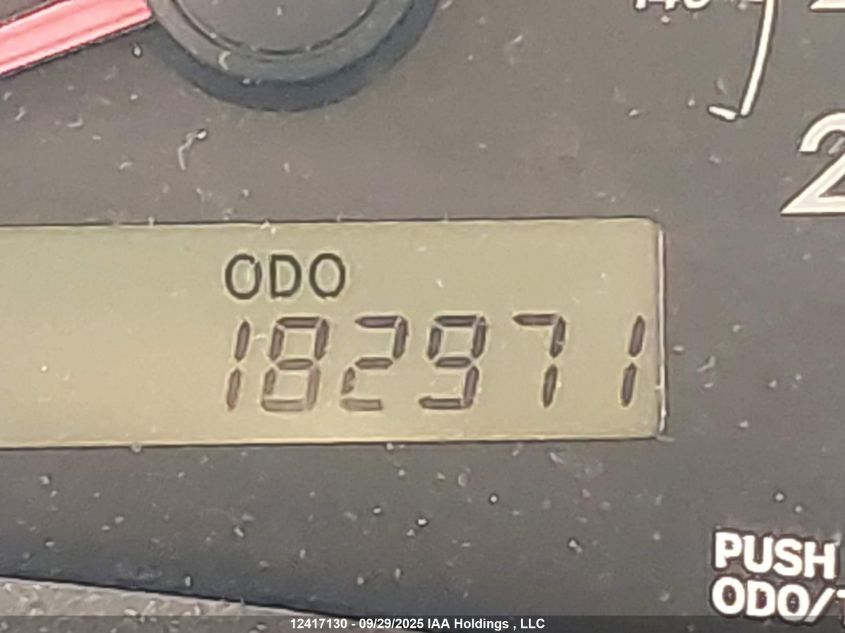 ODO
182971
PUSH
ODO/
12417130 - 09/29/2025 IAA Holdings , LLC